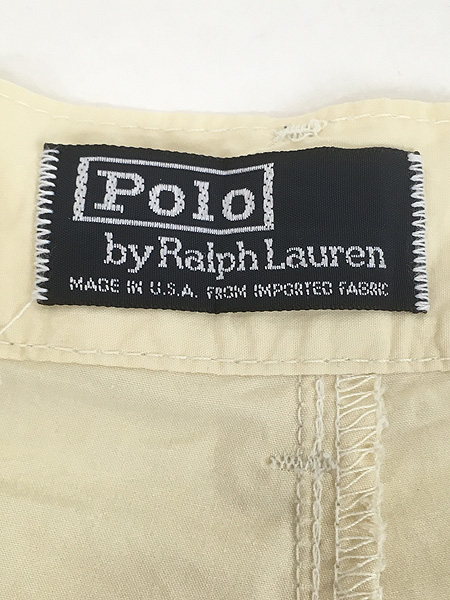 Polo
by Ralph Lauren
MADE IN U.S.A. FROM IMPORTED FABRIC